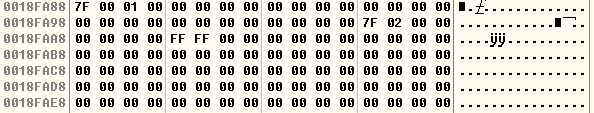 0018FA88 7F 00 01 00 00 00 00 00 00 00 00 00 00 00 00 00 ..............
0018FA98 00 00 00 00 00 00 00 00 00 00 00 00 7F 02 00 00 ............■¬..
0018FAA8 00 00 00 00 FF FF 00 00 00 00 00 00 00 00 00 00 ....ÿÿ..........
0018FAB8 00 00 00 00 00 00 00 00 00 00 00 00 00 00 00 00 ................
0018FAC8 00 00 00 00 00 00 00 00 00 00 00 00 00 00 00 00 ................
0018FAD8 00 00 00 00 00 00 00 00 00 00 00 00 00 00 00 00 ................
0018FAE8 00 00 00 00 00 00 00 00 00 00 00 00 00 00 00 00 ................